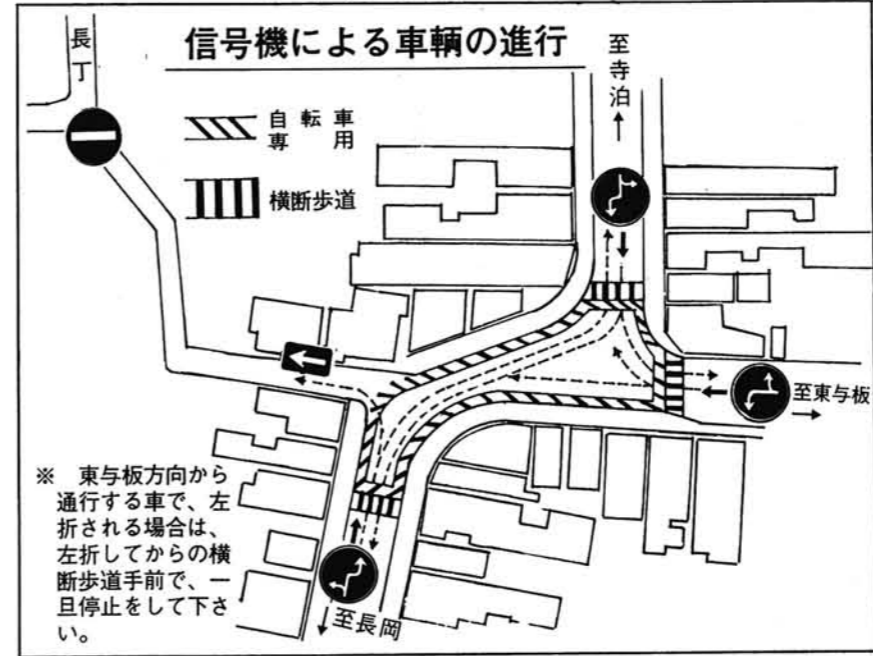 信号機による車輌の進行
長丁
自転車
専用
横断歩道
至寺泊
至東与板
至長岡
※ 東与板方向から
通行する車で、左
折される場合は、
左折してからの横
断歩道手前で、一
旦停止をして下さ
い。